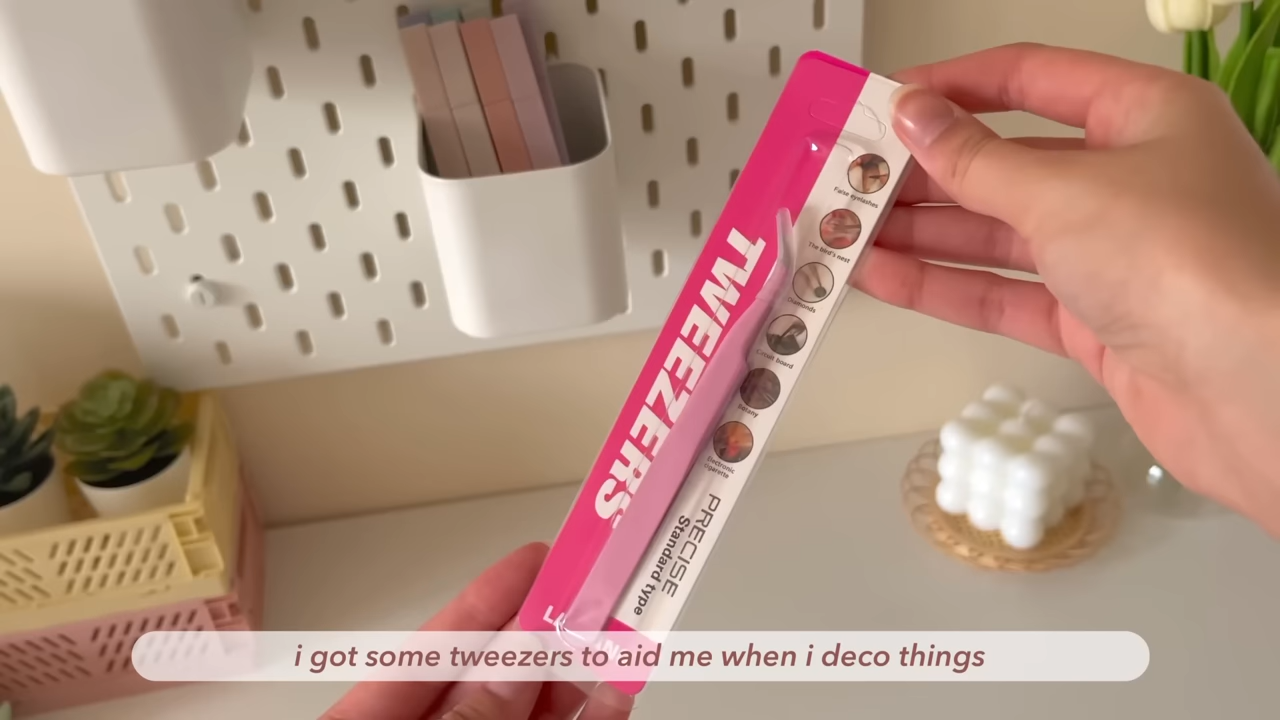 TWEEZERS
False eyelashes
The bird's nest
Diamonds
Circuit board
Botany
Electronic
cigarette
PRECISE
Standard type
i got some tweezers to aid me when i deco things